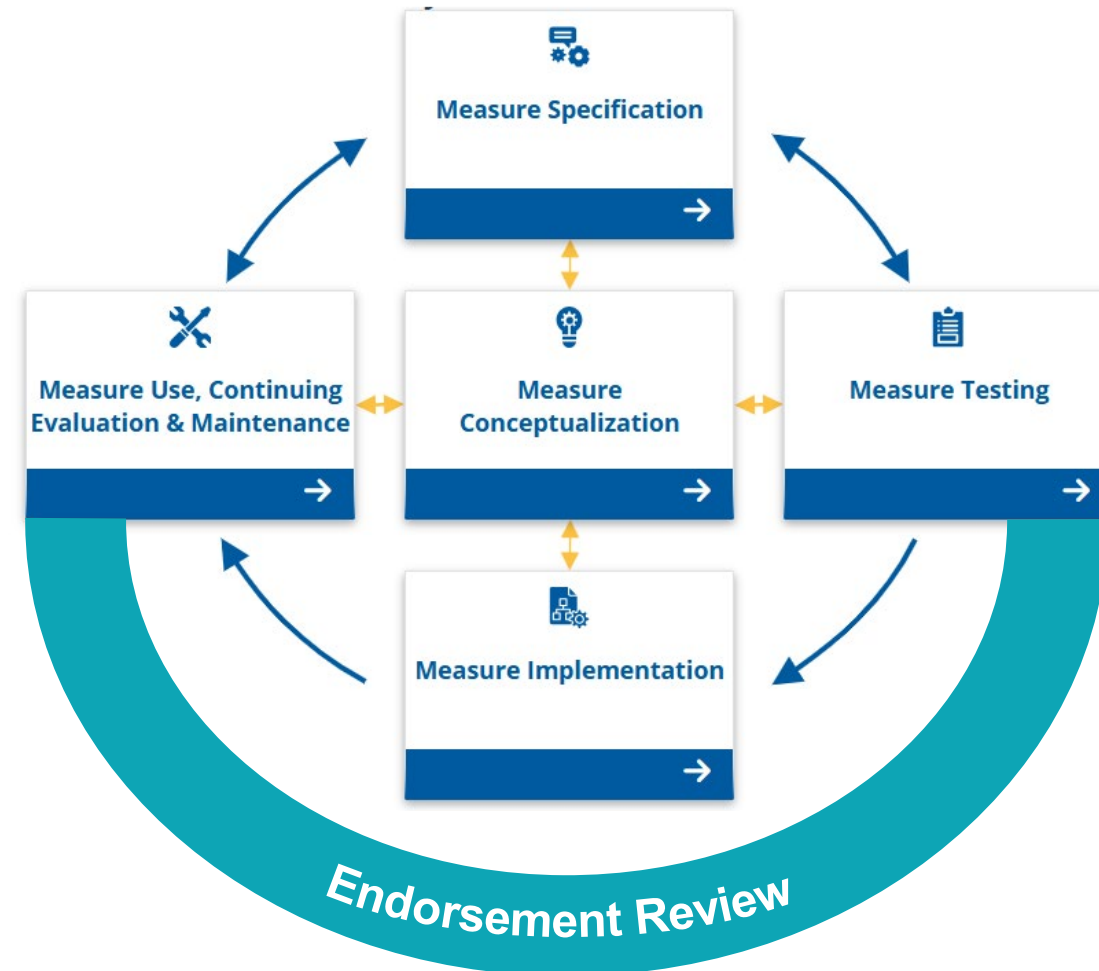 Measure Specification
Measure Use, Continuing
Evaluation & Maintenance
Measure
Conceptualization
Measure Testing
Measure Implementation
Endorsement Review